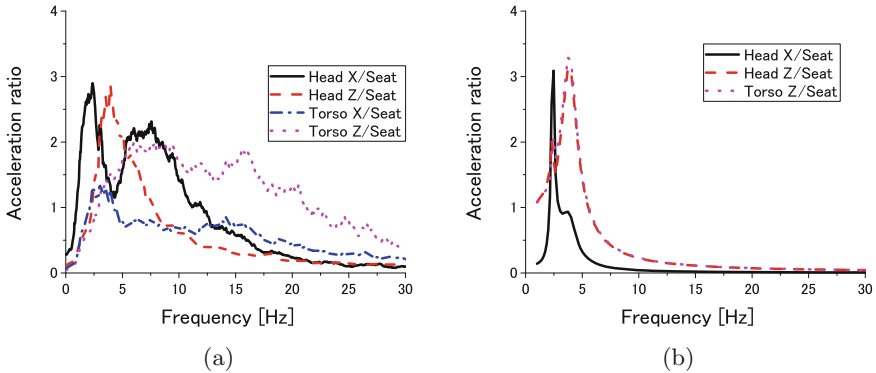 4
3
2
1
0
Acceleration ratio
0 5 10 15 20 25 30
Frequency [Hz]
Head X/Seat
Head Z/Seat
Torso X/Seat
Torso Z/Seat
(a)
4
3
2
1
0
Acceleration ratio
0 5 10 15 20 25 30
Frequency [Hz]
Head X/Seat
Head Z/Seat
Torso Z/Seat
(b)